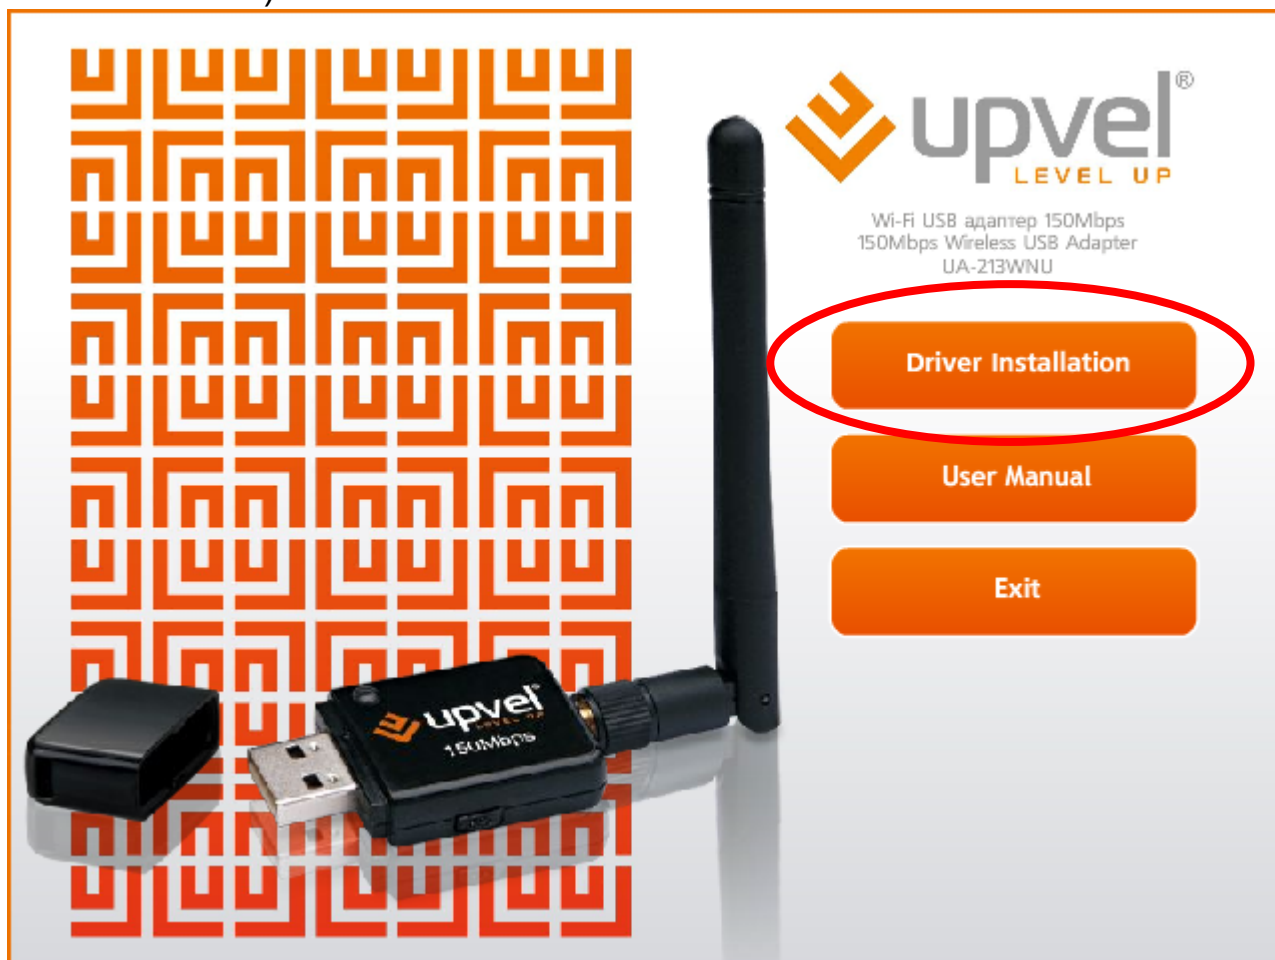 )
upvel®
LEVEL UP
Wi-Fi USB адаптер 150Mbps
150Mbps Wireless USB Adapter
UA-213WNU
Driver Installation
User Manual
Exit
upvel
LEVEL UP
150Mbps